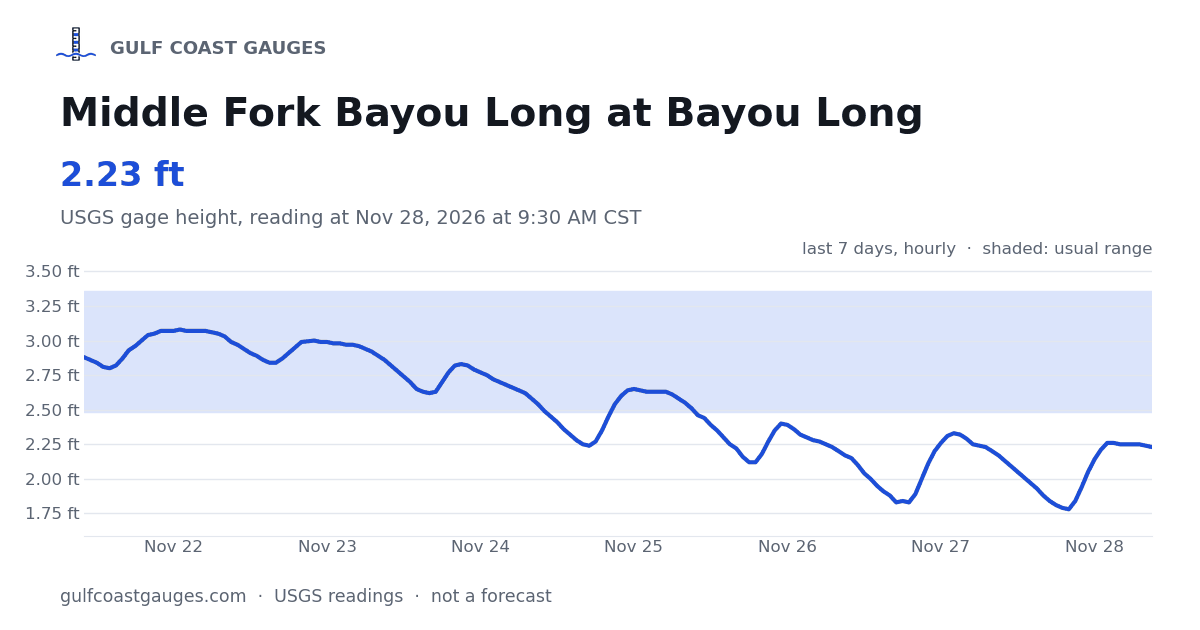 GULF COAST GAUGES
Middle Fork Bayou Long at Bayou Long
2.23 ft
USGS gage height, reading at Nov 28, 2026 at 9:30 AM CST
last 7 days, hourly · shaded: usual range
3.50 ft
3.25 ft
3.00 ft
2.75 ft
2.50 ft
2.25 ft
2.00 ft
1.75 ft
Nov 22 Nov 23 Nov 24 Nov 25 Nov 26 Nov 27 Nov 28
gulfcoastgauges.com · USGS readings · not a forecast